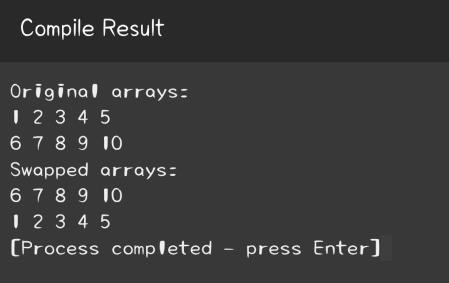 Compile Result
Original arrays:
1 2 3 4 5
6 7 8 9 10
Swapped arrays:
6 7 8 9 10
1 2 3 4 5
[Process completed - press Enter]